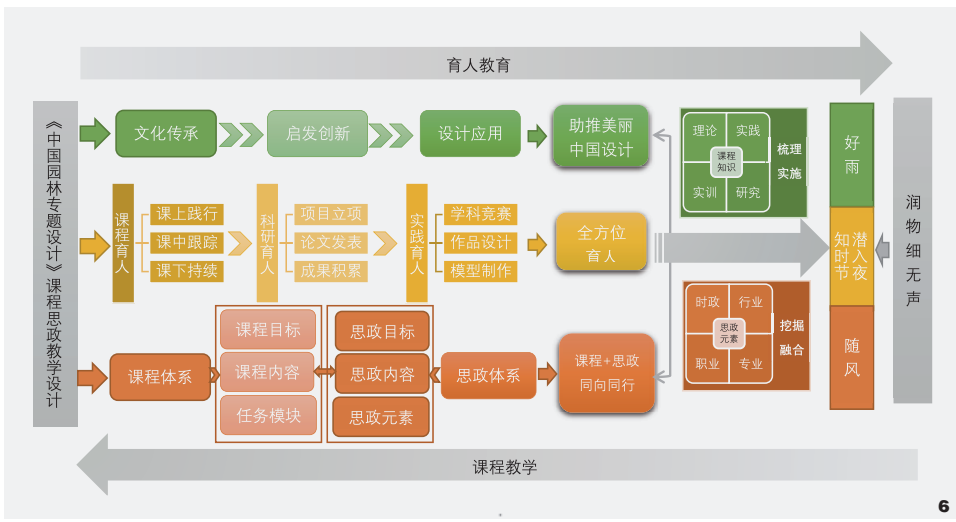 育人教育
《中国园林专题设计》课程思政教学设计
文化传承
启发创新
设计应用
助推美丽
中国设计
理论
实践
课程
知识
实训
研究
梳理
实施
好雨
课程育人
课上践行
课中跟踪
课下持续
科研育人
项目立项
论文发表
成果积累
实践育人
学科竞赛
作品设计
模型制作
全方位
育人
知时节
潜入夜
润物细无声
课程体系
课程目标
课程内容
任务模块
思政目标
思政内容
思政元素
思政体系
课程+思政
同向同行
时政
行业
思政
元素
职业
专业
挖掘
融合
随风
课程教学
6